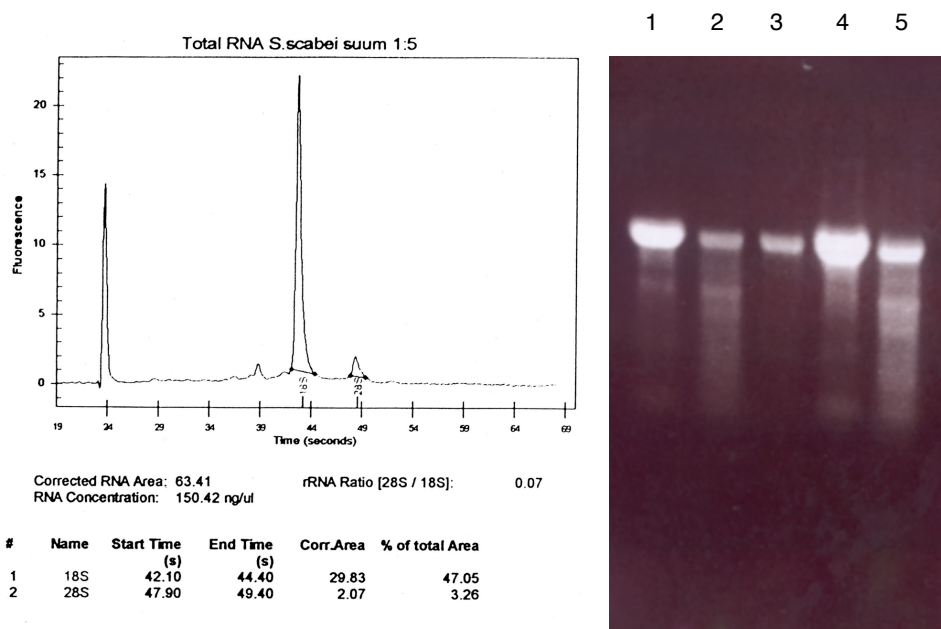 1 2 3 4 5
Total RNA S.scabei suum 1:5
Fluorescence
20
15
10
5
0
18S
28S
19 24 29 34 39 44 49 54 59 64 69
Time (seconds)
Corrected RNA Area: 63.41 rRNA Ratio [28S / 18S]: 0.07
RNA Concentration: 150.42 ng/ul
# Name Start Time End Time Corr.Area % of total Area
(s) (s)
1 18S 42.10 44.40 29.83 47.05
2 28S 47.90 49.40 2.07 3.26